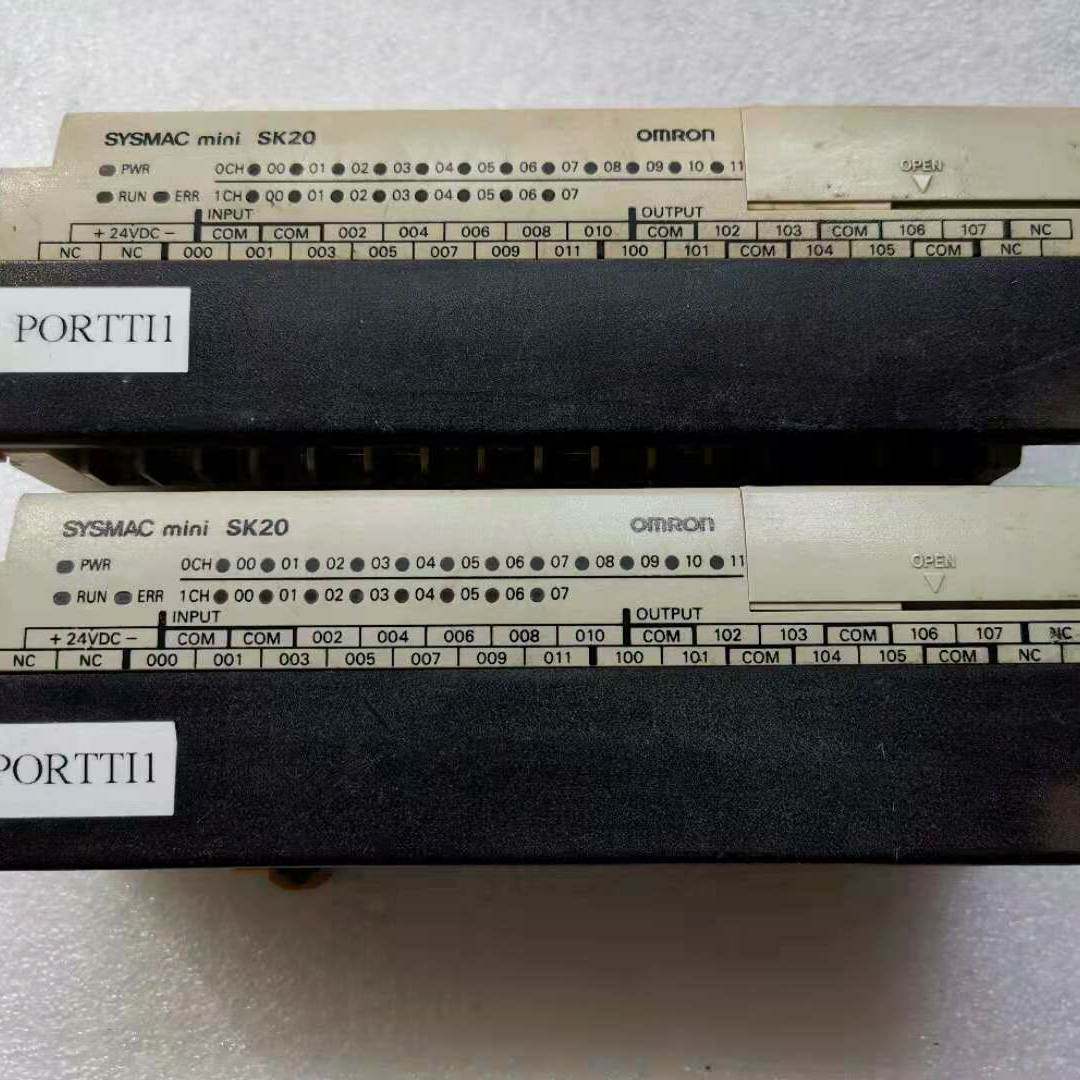 SYSMAC mini SK20 OMRON
PWR 0CH 00 01 02 03 04 05 06 07 08 09 10 11 OPEN
RUN ERR 1CH 00 01 02 03 04 05 06 07
INPUT OUTPUT
+ 24VDC - COM COM 002 004 006 008 010 COM 102 103 COM 106 107 NC
NC NC 000 001 003 005 007 009 011 100 101 COM 104 105 COM NC
PORTTI1
SYSMAC mini SK20 OMRON
PWR 0CH 00 01 02 03 04 05 06 07 08 09 10 11 OPEN
RUN ERR 1CH 00 01 02 03 04 05 06 07
INPUT OUTPUT
+ 24VDC - COM COM 002 004 006 008 010 COM 102 103 COM 106 107 NC
NC NC 000 001 003 005 007 009 011 100 101 COM 104 105 COM NC
PORTTI1